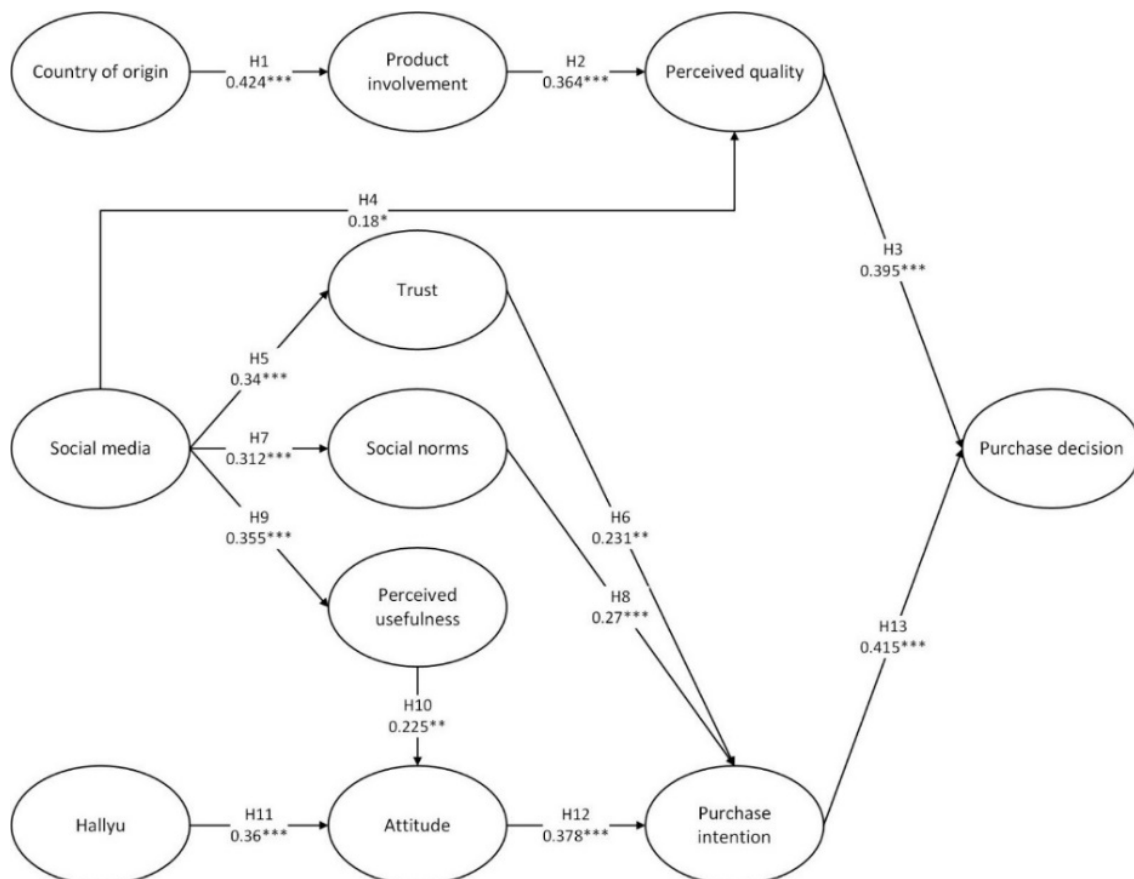 Country of origin
H1
0.424***
Product
involvement
H2
0.364***
Perceived quality
H4
0.18*
H3
0.395***
Trust
H5
0.34***
Social media
H7
0.312***
Social norms
Purchase decision
H9
0.355***
H6
0.231**
Perceived
usefulness
H8
0.27***
H13
0.415***
H10
0.225**
Hallyu
H11
0.36***
Attitude
H12
0.378***
Purchase
intention